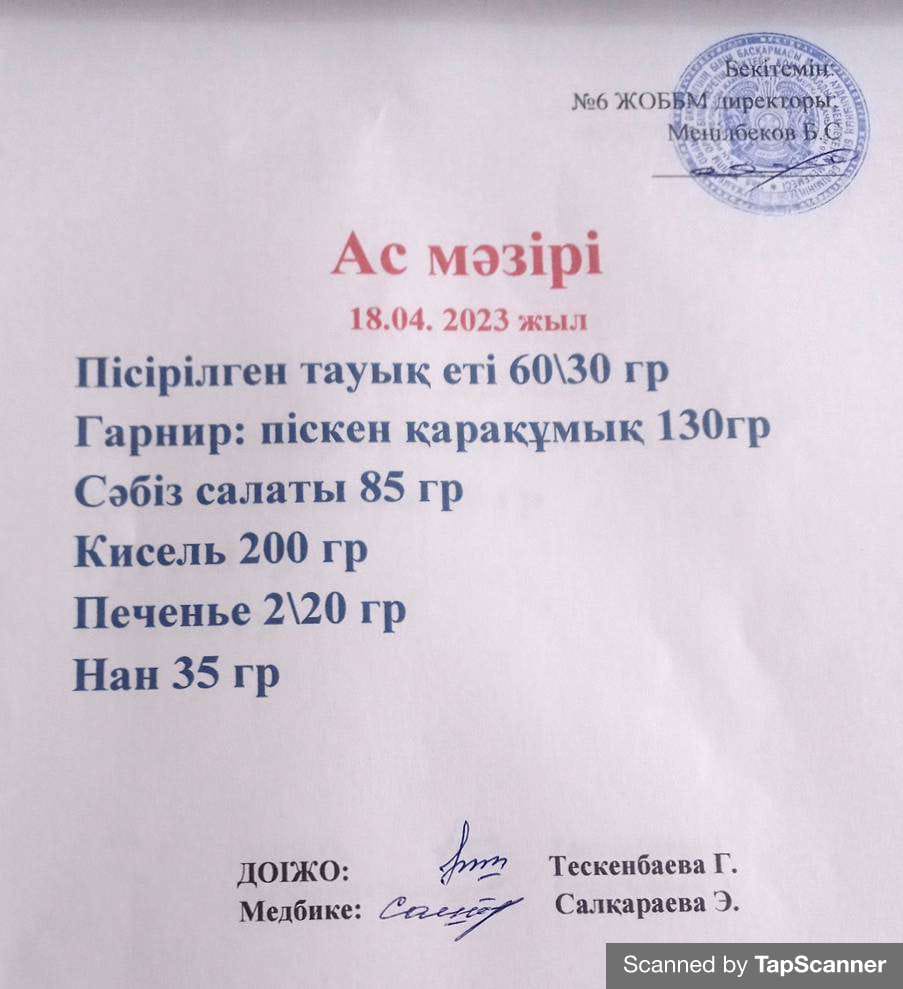 Бекітемін:
№6 ЖОББМ директоры:
Меңілбеков Б.С
Ас мәзірі
18.04. 2023 жыл
Пісірілген тауық еті 60\30 гр
Гарнир: піскен қарақұмық 130гр
Сәбіз салаты 85 гр
Кисель 200 гр
Печенье 2\20 гр
Нан 35 гр
ДОІЖО: Тескенбаева Г.
Медбике: Салқараева Э.
Scanned by TapScanner